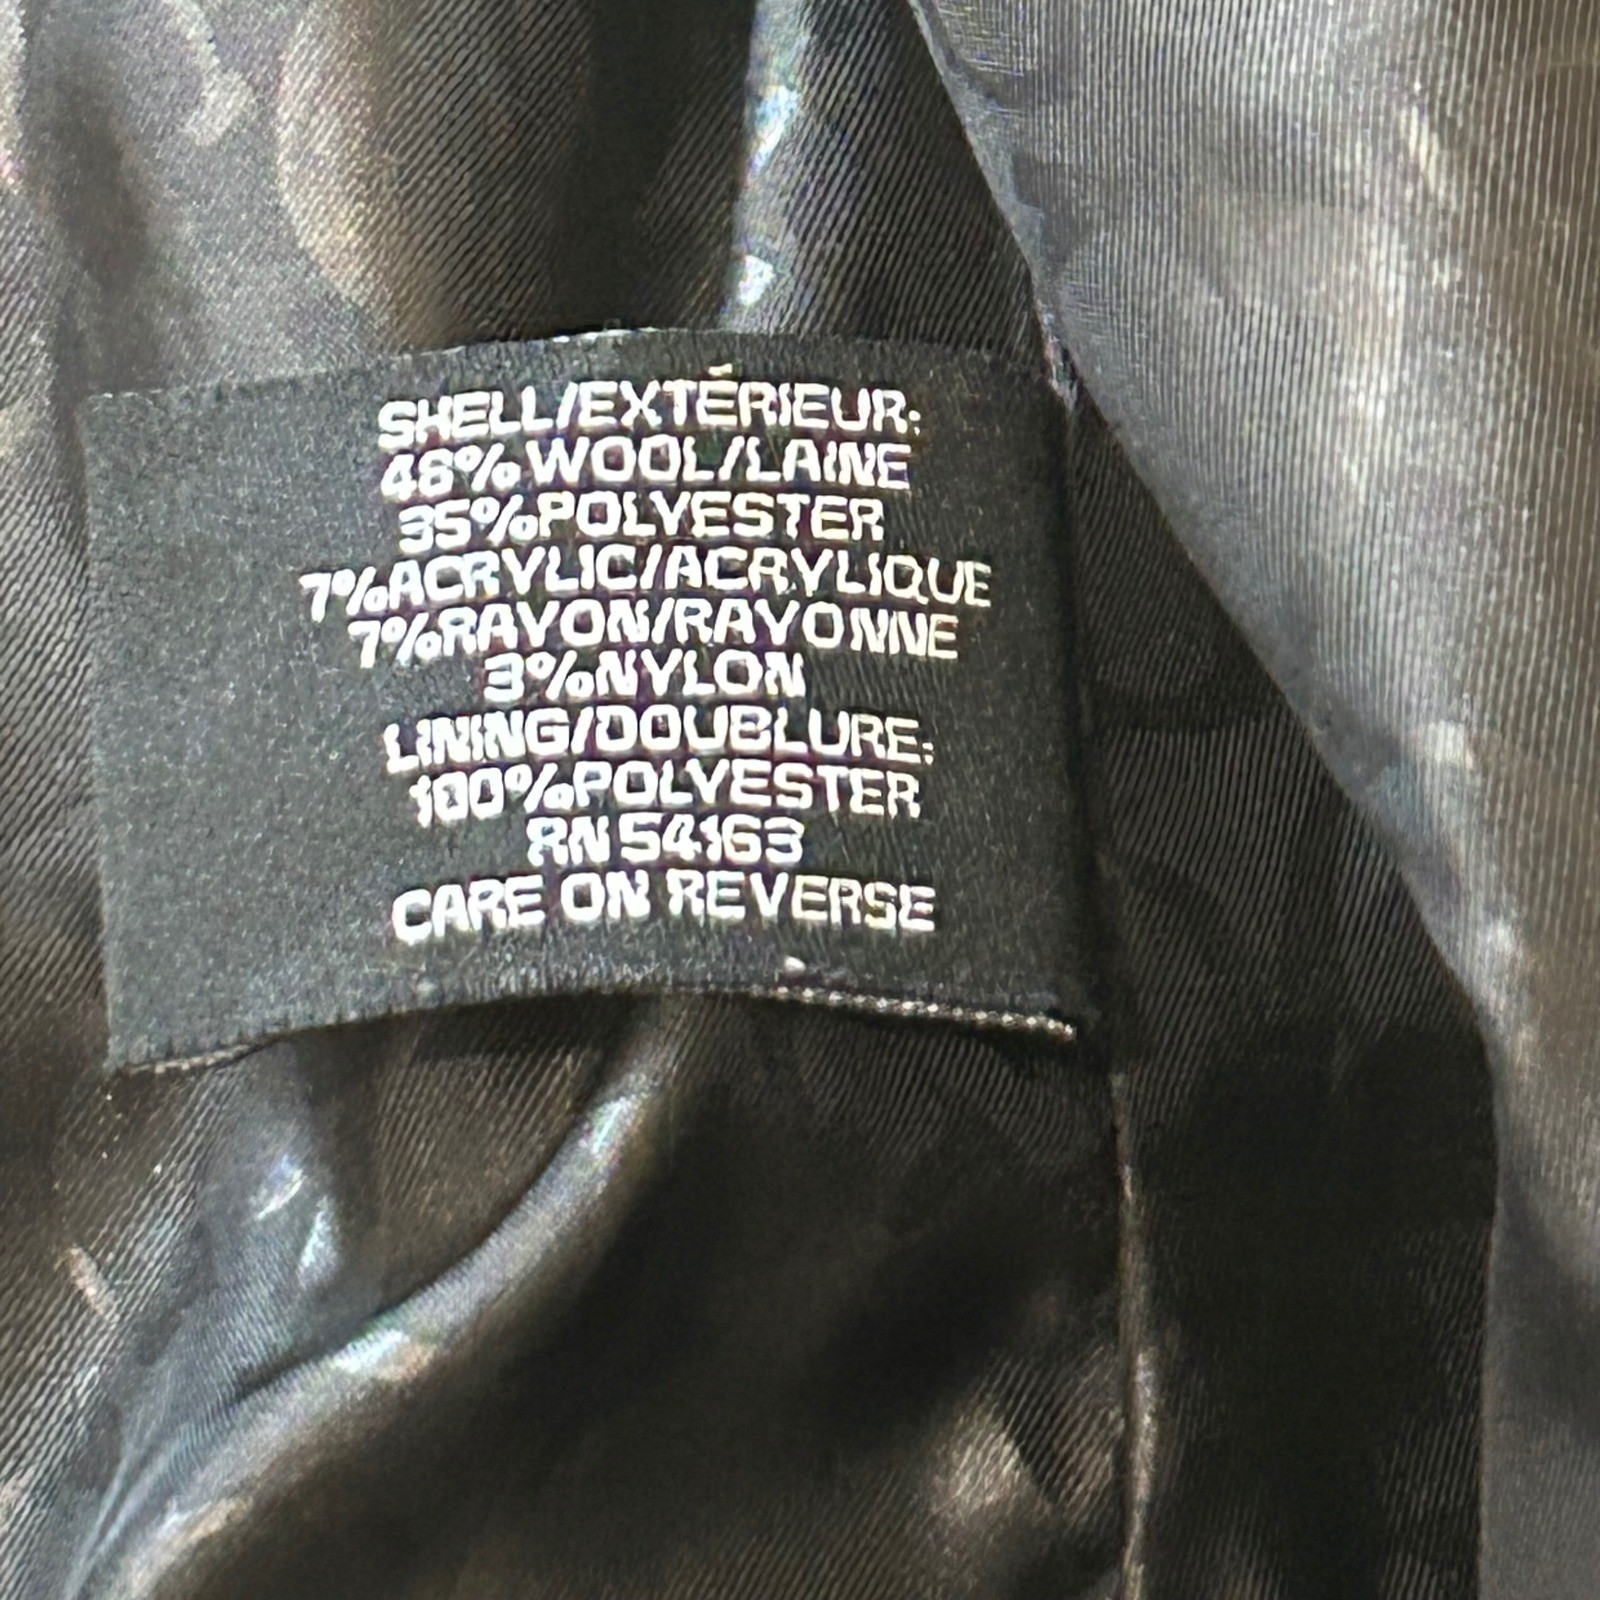 SHELL/EXTÉRIEUR:
48% WOOL/LAINE
35%POLYESTER
7%ACRYLIC/ACRYLIQUE
7%RAYON/RAYONNE
3%NYLON
LINING/DOUBLURE:
100%POLYESTER
RN 54163
CARE ON REVERSE